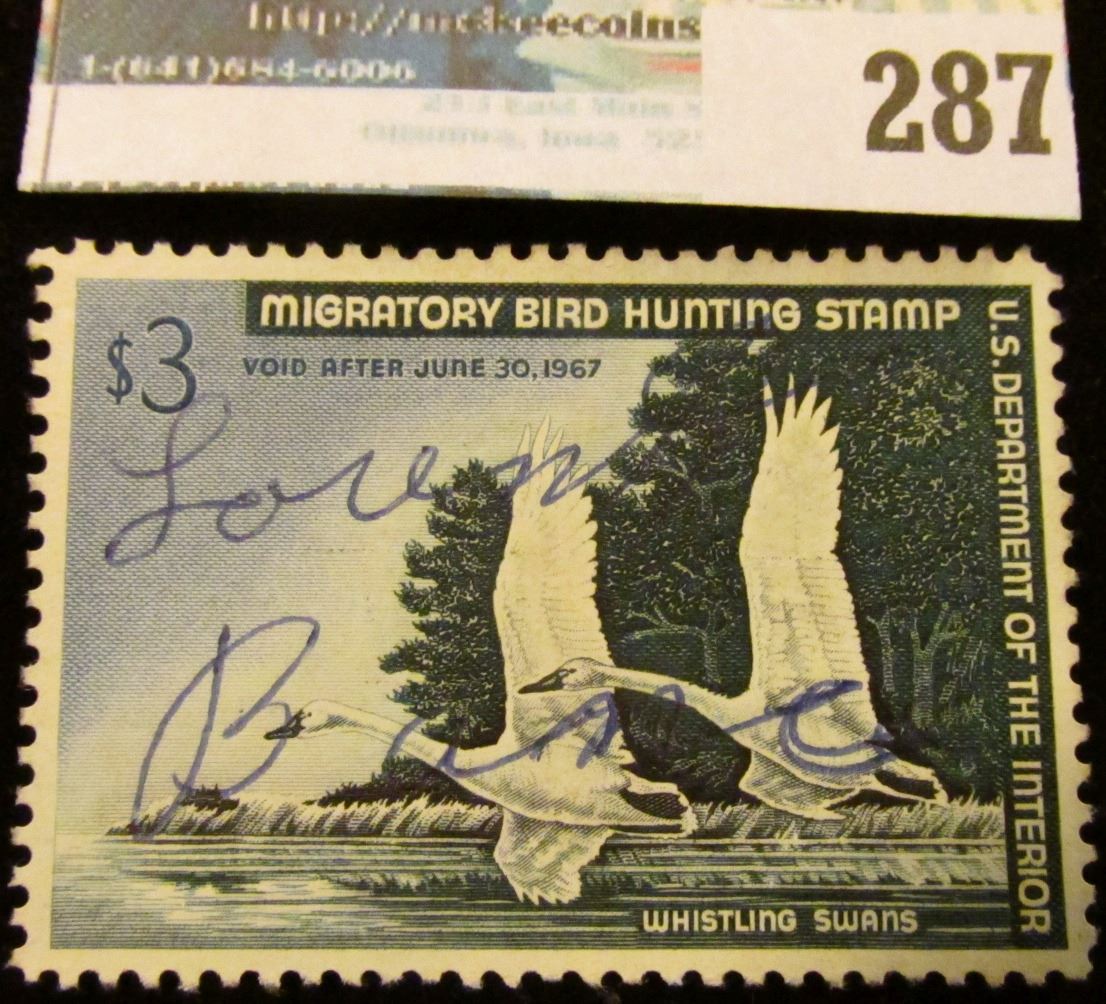 http://mckeecoins
1-(641)684-6006
287
$3
MIGRATORY BIRD HUNTING STAMP
VOID AFTER JUNE 30, 1967
U.S. DEPARTMENT OF THE INTERIOR
WHISTLING SWANS